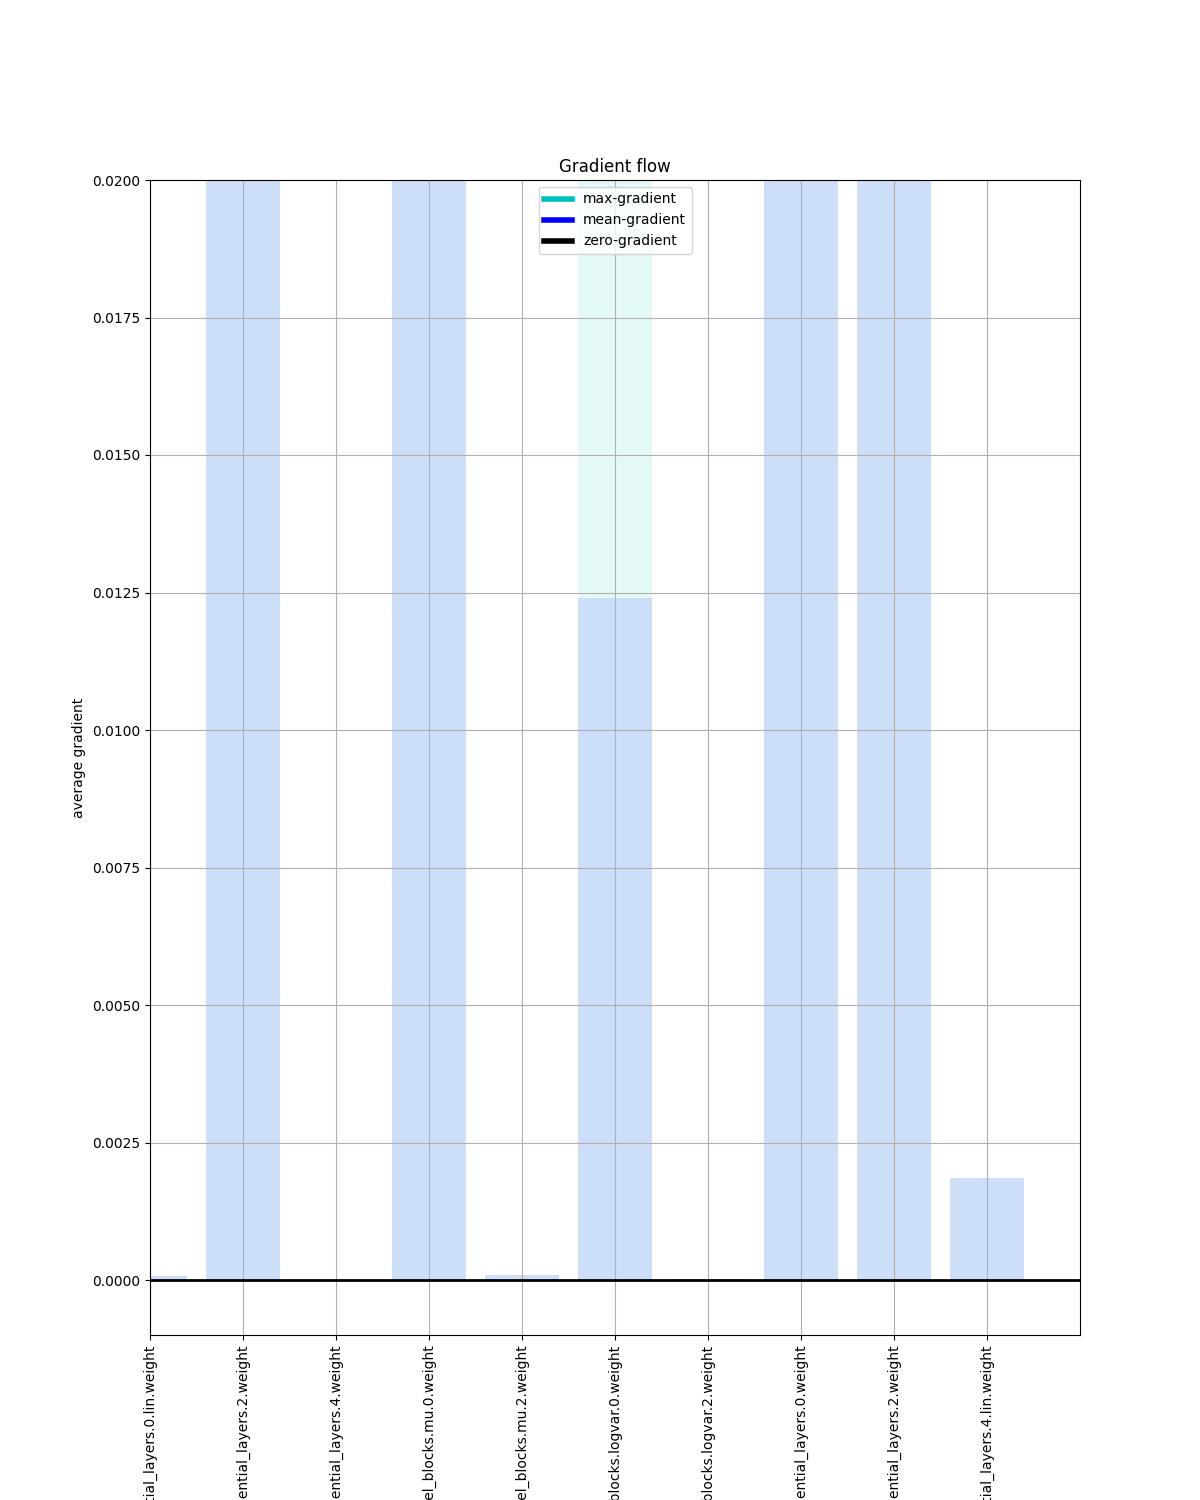 Gradient flow
max-gradient
mean-gradient
zero-gradient
0.0200
0.0175
0.0150
0.0125
0.0100
0.0075
0.0050
0.0025
0.0000
average gradient
tial_layers.0.lin.weight
ential_layers.2.weight
ential_layers.4.weight
el_blocks.mu.0.weight
el_blocks.mu.2.weight
blocks.logvar.0.weight
blocks.logvar.2.weight
ential_layers.0.weight
ential_layers.2.weight
tial_layers.4.lin.weight